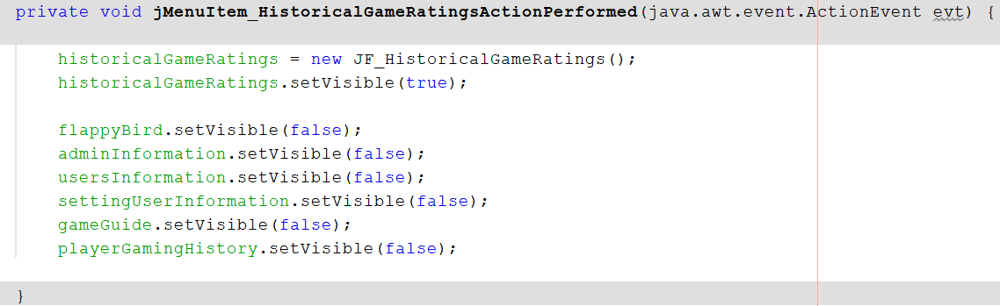 private void jMenuItem_HistoricalGameRatingsActionPerformed(java.awt.event.ActionEvent evt) {
historicalGameRatings = new JF_HistoricalGameRatings();
historicalGameRatings.setVisible(true);
flappyBird.setVisible(false);
adminInformation.setVisible(false);
usersInformation.setVisible(false);
settingUserInformation.setVisible(false);
gameGuide.setVisible(false);
playerGamingHistory.setVisible(false);
}